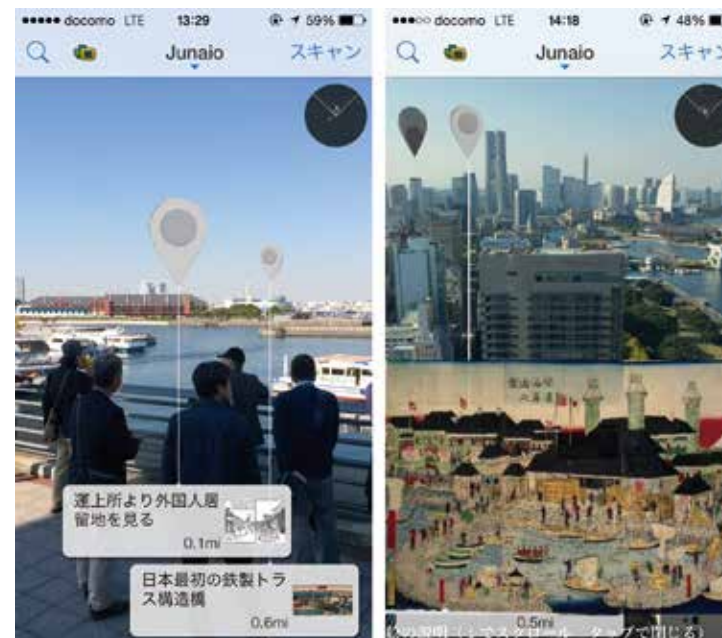 docomo LTE 13:29 59%
Junaio スキャン
運上所より外国人居
留地を見る
0.1mi
日本最初の鉄製トラ
ス構造橋
0.6mi
docomo LTE 14:18 48%
Junaio スキャン
0.5mi